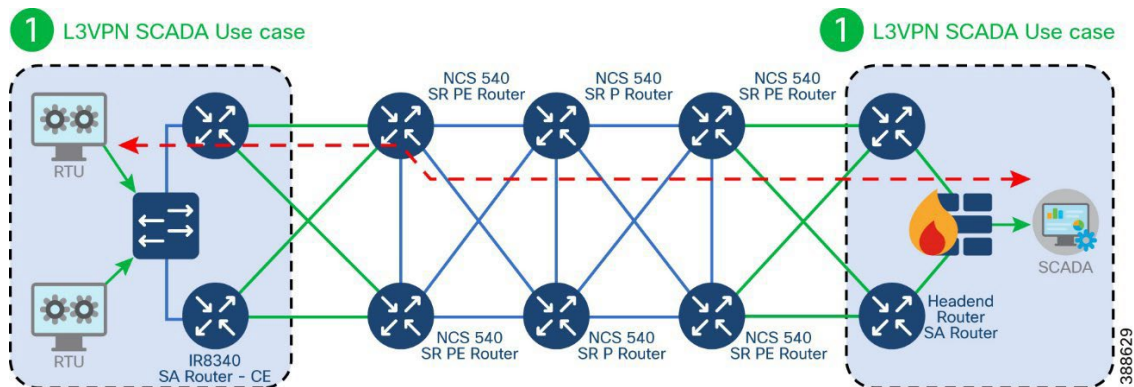 1 L3VPN SCADA Use case
1 L3VPN SCADA Use case
NCS 540
SR PE Router
NCS 540
SR P Router
NCS 540
SR PE Router
RTU
RTU
IR8340
SA Router - CE
NCS 540
SR PE Router
NCS 540
SR P Router
NCS 540
SR PE Router
SCADA
Headend
Router
SA Router
388629